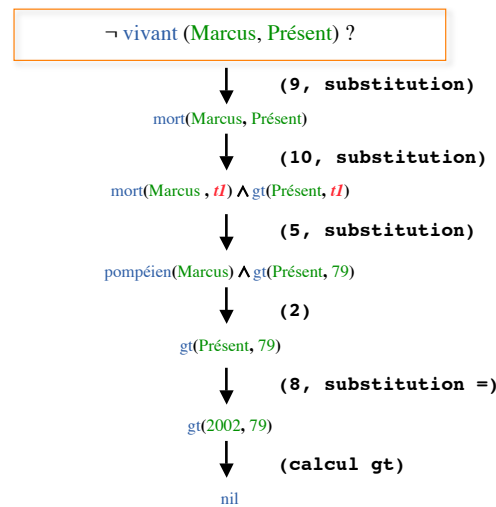 ¬ vivant (Marcus, Présent) ?
(9, substitution)
mort(Marcus, Présent)
(10, substitution)
mort(Marcus , t1) ∧ gt(Présent, t1)
(5, substitution)
pompéien(Marcus) ∧ gt(Présent, 79)
(2)
gt(Présent, 79)
(8, substitution =)
gt(2002, 79)
(calcul gt)
nil